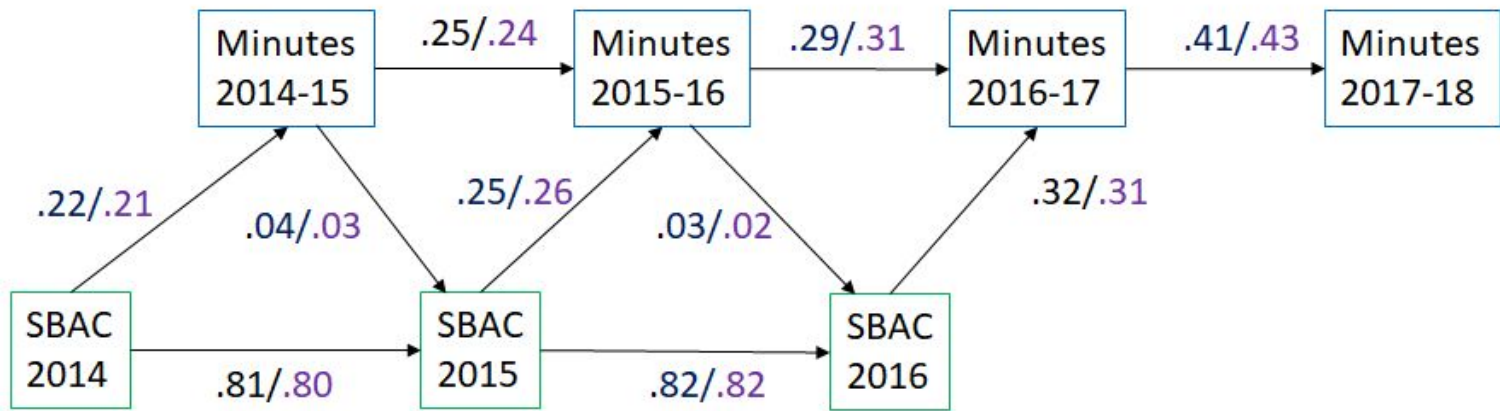 Minutes
2014-15
.25/.24
Minutes
2015-16
.29/.31
Minutes
2016-17
.41/.43
Minutes
2017-18
.22/.21
.04/.03
.25/.26
.03/.02
.32/.31
SBAC
2014
.81/.80
SBAC
2015
.82/.82
SBAC
2016